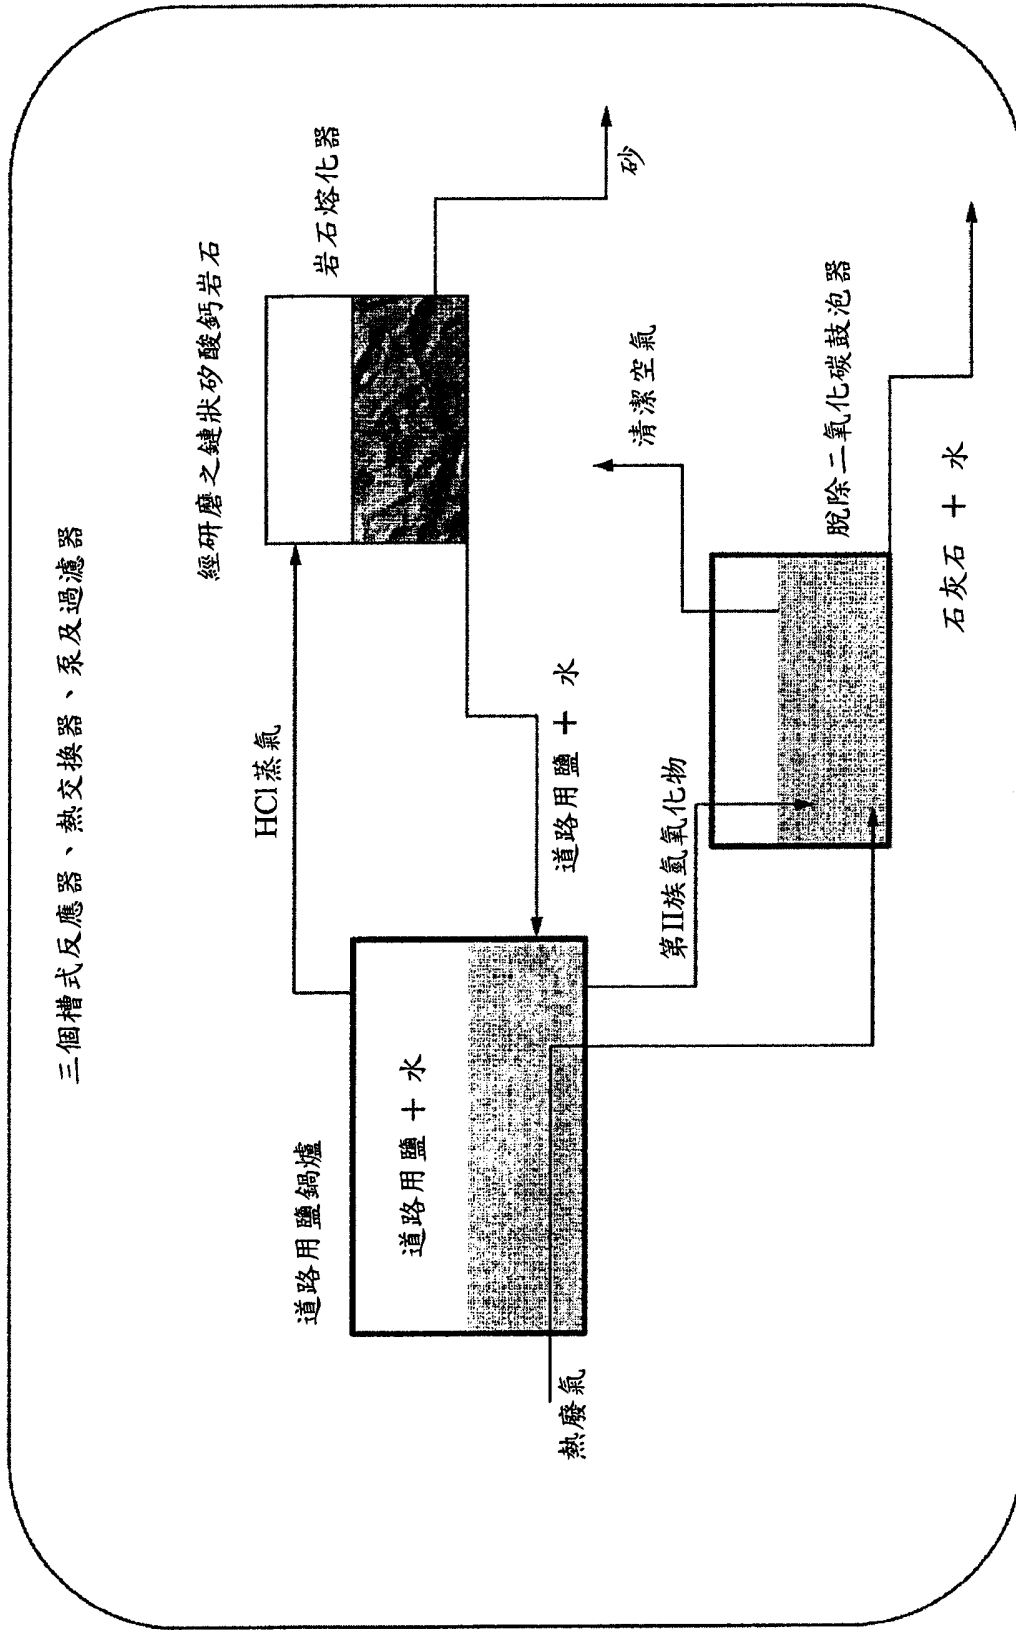 三個槽式反應器、熱交換器、泵及過濾器
經研磨之鏈狀矽酸鈣岩石
HCl蒸氣
岩石熔化器
道路用鹽鍋爐
道路用鹽 + 水
道路用鹽 + 水
砂
熱廢氣
清潔空氣
第II族氫氧化物
脫除二氧化碳鼓泡器
石灰石 + 水